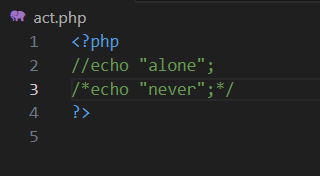 act.php
1 <?php
2 //echo "alone";
3 /*echo "never";*/
4 ?>
5